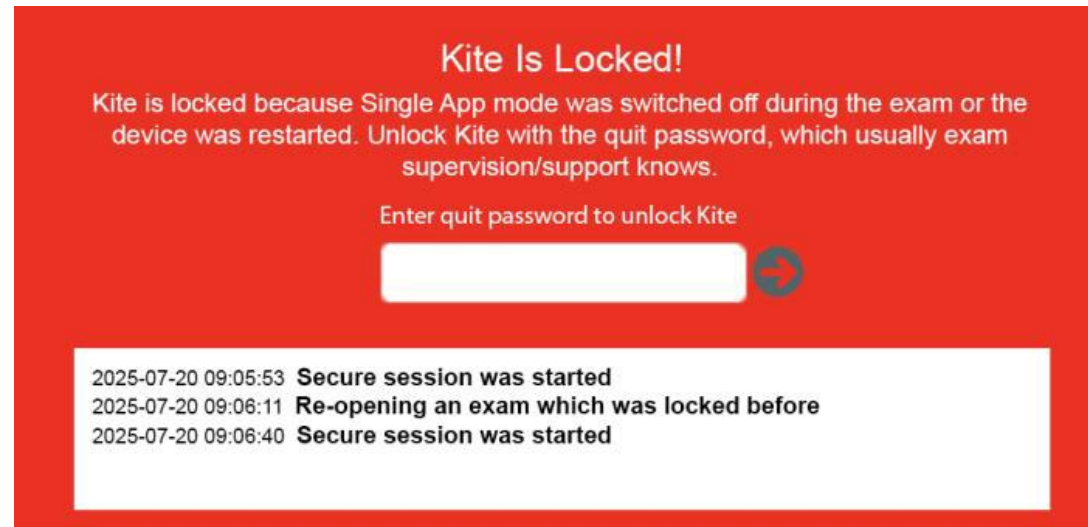 Kite Is Locked!
Kite is locked because Single App mode was switched off during the exam or the
device was restarted. Unlock Kite with the quit password, which usually exam
supervision/support knows.
Enter quit password to unlock Kite
2025-07-20 09:05:53 Secure session was started
2025-07-20 09:06:11 Re-opening an exam which was locked before
2025-07-20 09:06:40 Secure session was started